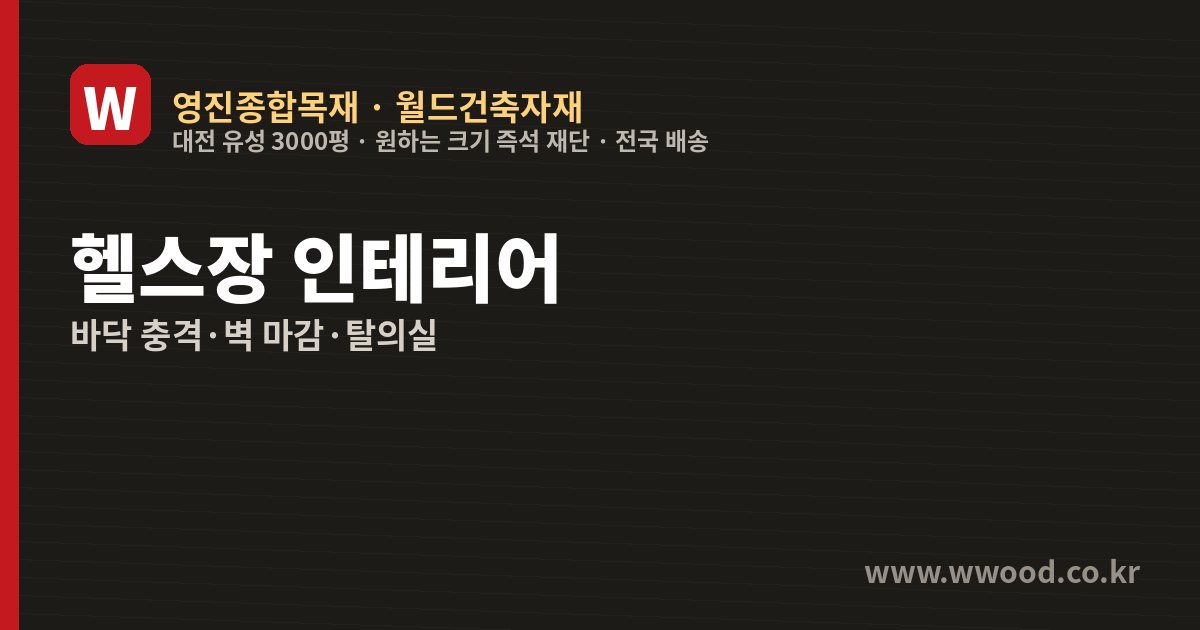 W
영진종합목재 · 월드건축자재
대전 유성 3000평 · 원하는 크기 즉석 재단 · 전국 배송
헬스장 인테리어
바닥 충격·벽 마감·탈의실
www.wwood.co.kr